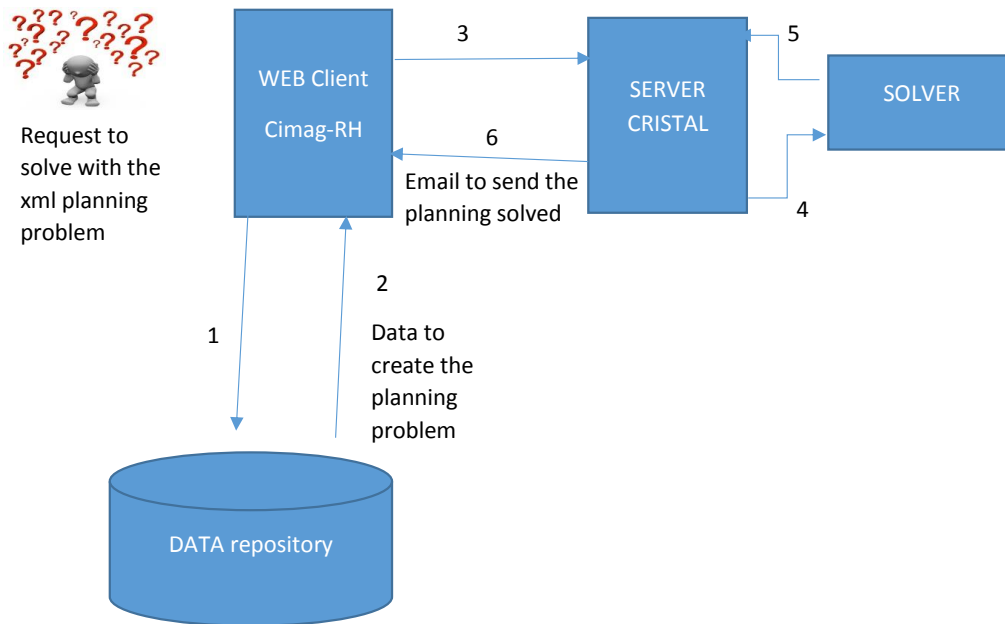 Request to
solve with the
xml planning
problem
WEB Client
Cimag-RH
3
6
Email to send the
planning solved
SERVER
CRISTAL
5
4
SOLVER
1
2
Data to
create the
planning
problem
DATA repository